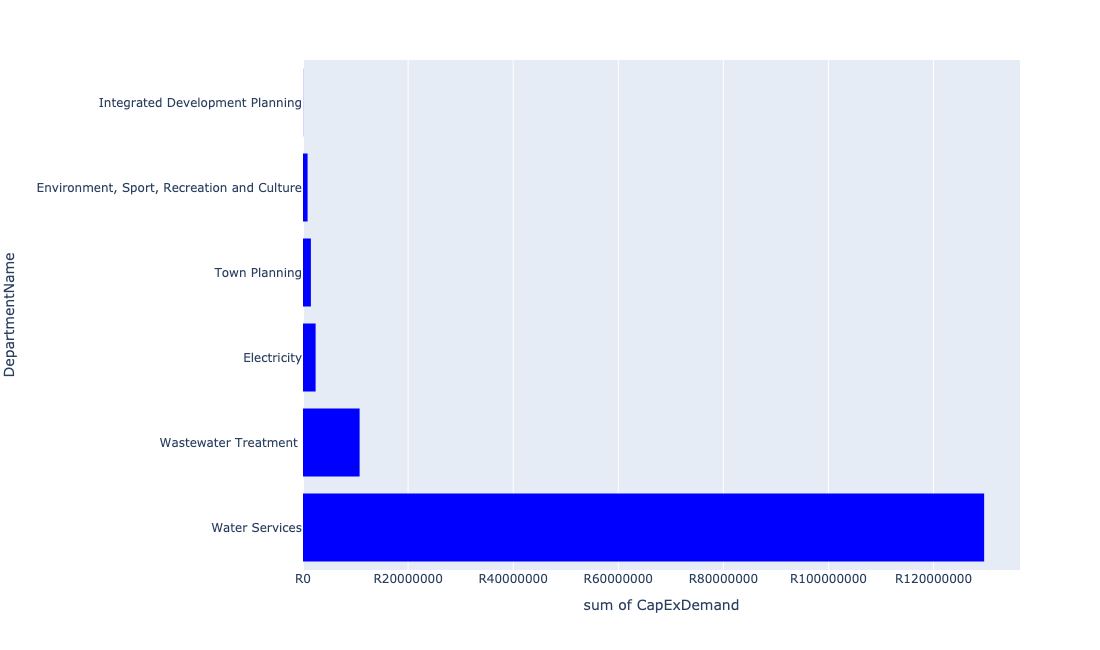 DepartmentName
Integrated Development Planning
Environment, Sport, Recreation and Culture
Town Planning
Electricity
Wastewater Treatment
Water Services
R0 R20000000 R40000000 R60000000 R80000000 R100000000 R120000000
sum of CapExDemand